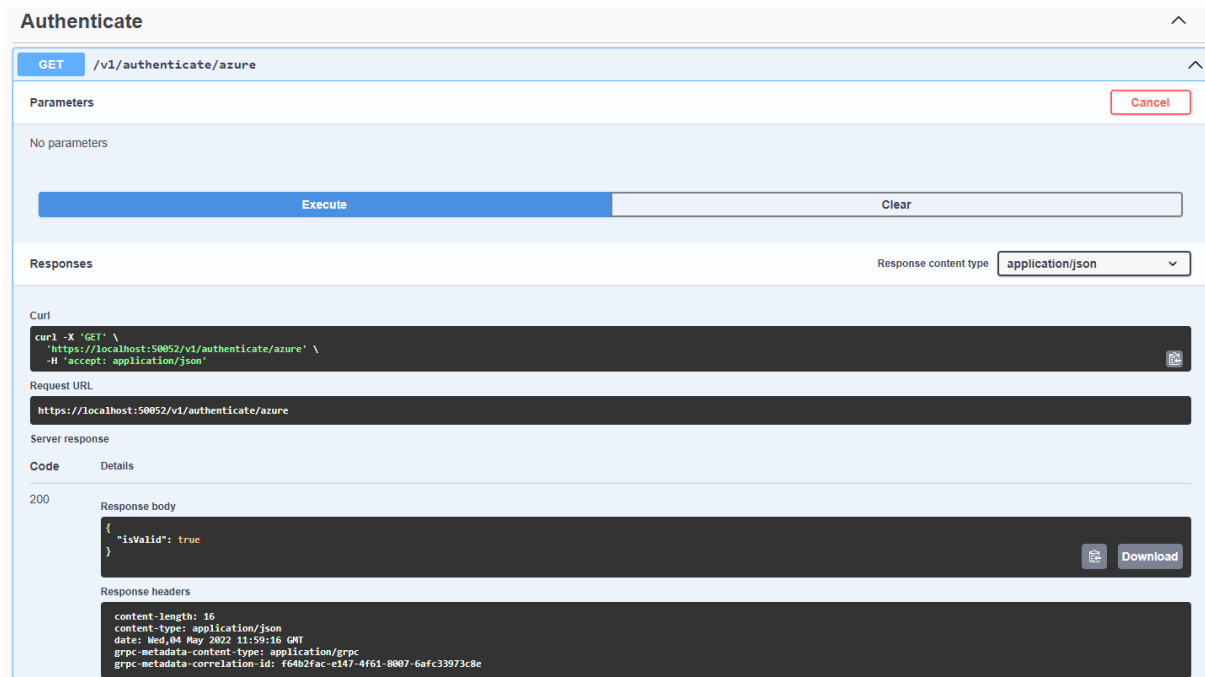 Authenticate
GET /v1/authenticate/azure
Parameters Cancel
No parameters
Execute Clear
Responses Response content type application/json
Curl
curl -X 'GET' \
'https://localhost:50052/v1/authenticate/azure' \
-H 'accept: application/json'
Request URL
https://localhost:50052/v1/authenticate/azure
Server response
Code Details
200
Response body
{
"isValid": true
}
Download
Response headers
content-length: 16
content-type: application/json
date: Wed,04 May 2022 11:59:16 GMT
grpc-metadata-content-type: application/grpc
grpc-metadata-correlation-id: f64b2fac-e147-4f61-8007-6afc33973c8e